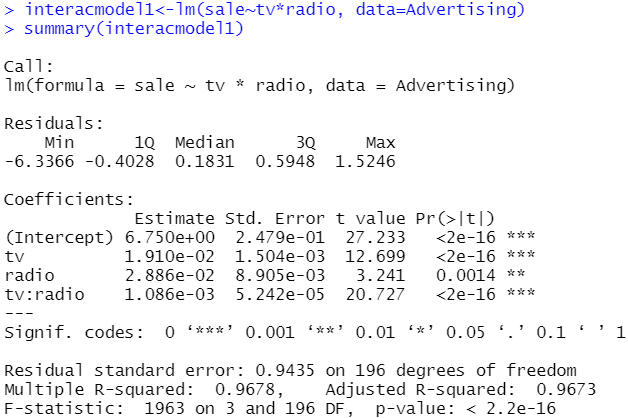 > interacmodel1<-lm(sale~tv*radio, data=Advertising)
> summary(interacmodel1)
Call:
lm(formula = sale ~ tv * radio, data = Advertising)
Residuals:
    Min      1Q  Median      3Q     Max
-6.3366 -0.4028  0.1831  0.5948  1.5246
Coefficients:
             Estimate Std. Error t value Pr(>|t|)
(Intercept) 6.750e+00  2.479e-01  27.233   <2e-16 ***
tv          1.910e-02  1.504e-03  12.699   <2e-16 ***
radio       2.886e-02  8.905e-03   3.241   0.0014 **
tv:radio    1.086e-03  5.242e-05  20.727   <2e-16 ***
---
Signif. codes:  0 ‘***’ 0.001 ‘**’ 0.01 ‘*’ 0.05 ‘.’ 0.1 ‘ ’ 1
Residual standard error: 0.9435 on 196 degrees of freedom
Multiple R-squared:  0.9678,    Adjusted R-squared:  0.9673
F-statistic:  1963 on 3 and 196 DF,  p-value: < 2.2e-16